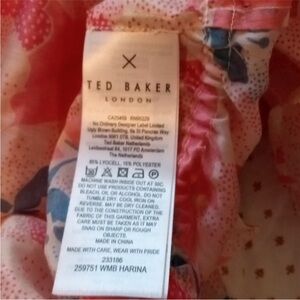 TED BAKER
LONDON
No Ordinary Designer Label Limited
Ugly Brown Building, 6a St Pancras Way
London NW1 0TB, United Kingdom
Ted Baker Netherlands
The Netherlands
85% LYOCELL 15% POLYESTER
MACHINE WASH INSIDE OUT AT 30C
DO NOT USE PRODUCTS CONTAINING
BLEACH, OR ALCOHOL. DO NOT
TUMBLE DRY. COOL IRON ON
REVERSE. MAY BE DRY CLEANED.
DUE TO THE CONSTRUCTION OF THE
FABRIC OF THIS GARMENT, EXTRA
CARE MUST BE TAKEN AS IT MAY
SNAG ON SHARP OR ROUGH
OBJECTS.
MADE IN CHINA
MADE WITH CARE, WEAR WITH PRIDE
233186
259751 WMB HARINA